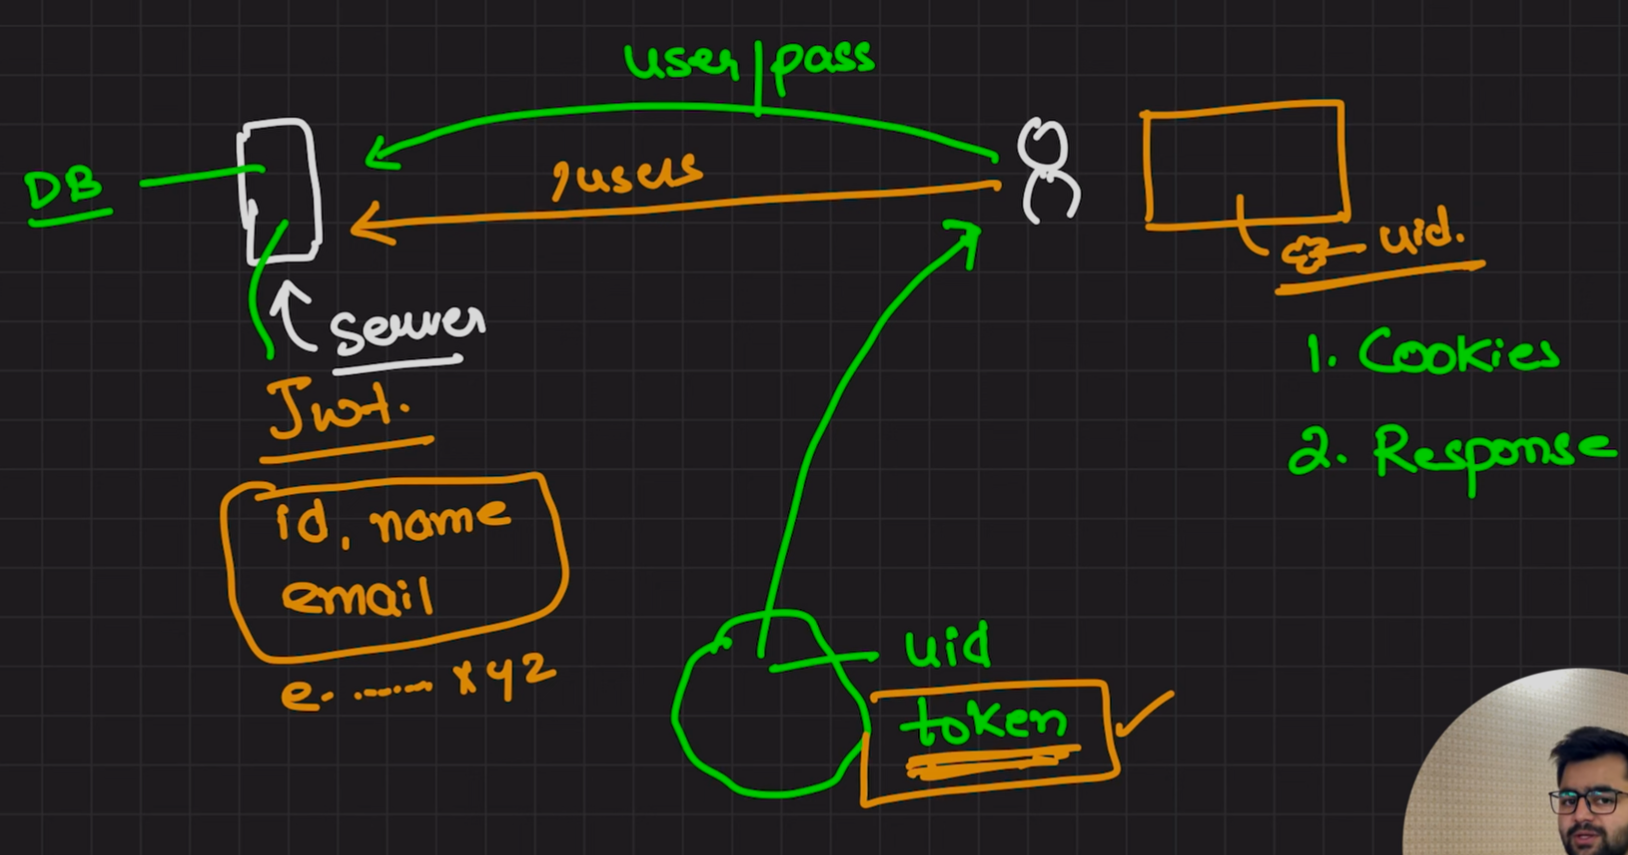 user/pass
DB
/users
uid.
server
1. Cookies
Jwt.
2. Response
id, name
email
e. ....... xyz
uid
token